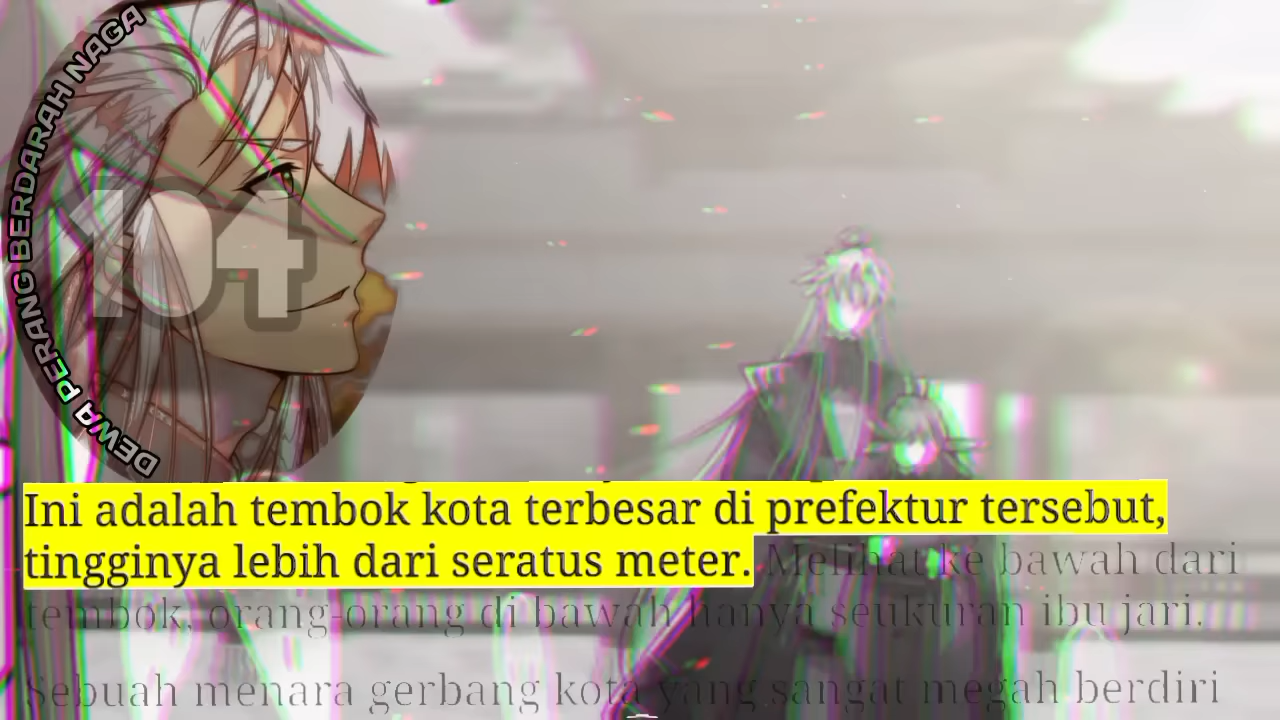 DEWA PERANG BERDARAH NAGA
104
Ini adalah tembok kota terbesar di prefektur tersebut,
tingginya lebih dari seratus meter. Melihat ke bawah dari
tembok, orang-orang di bawah hanya seukuran ibu jari.
Sebuah menara gerbang kota yang sangat megah berdiri